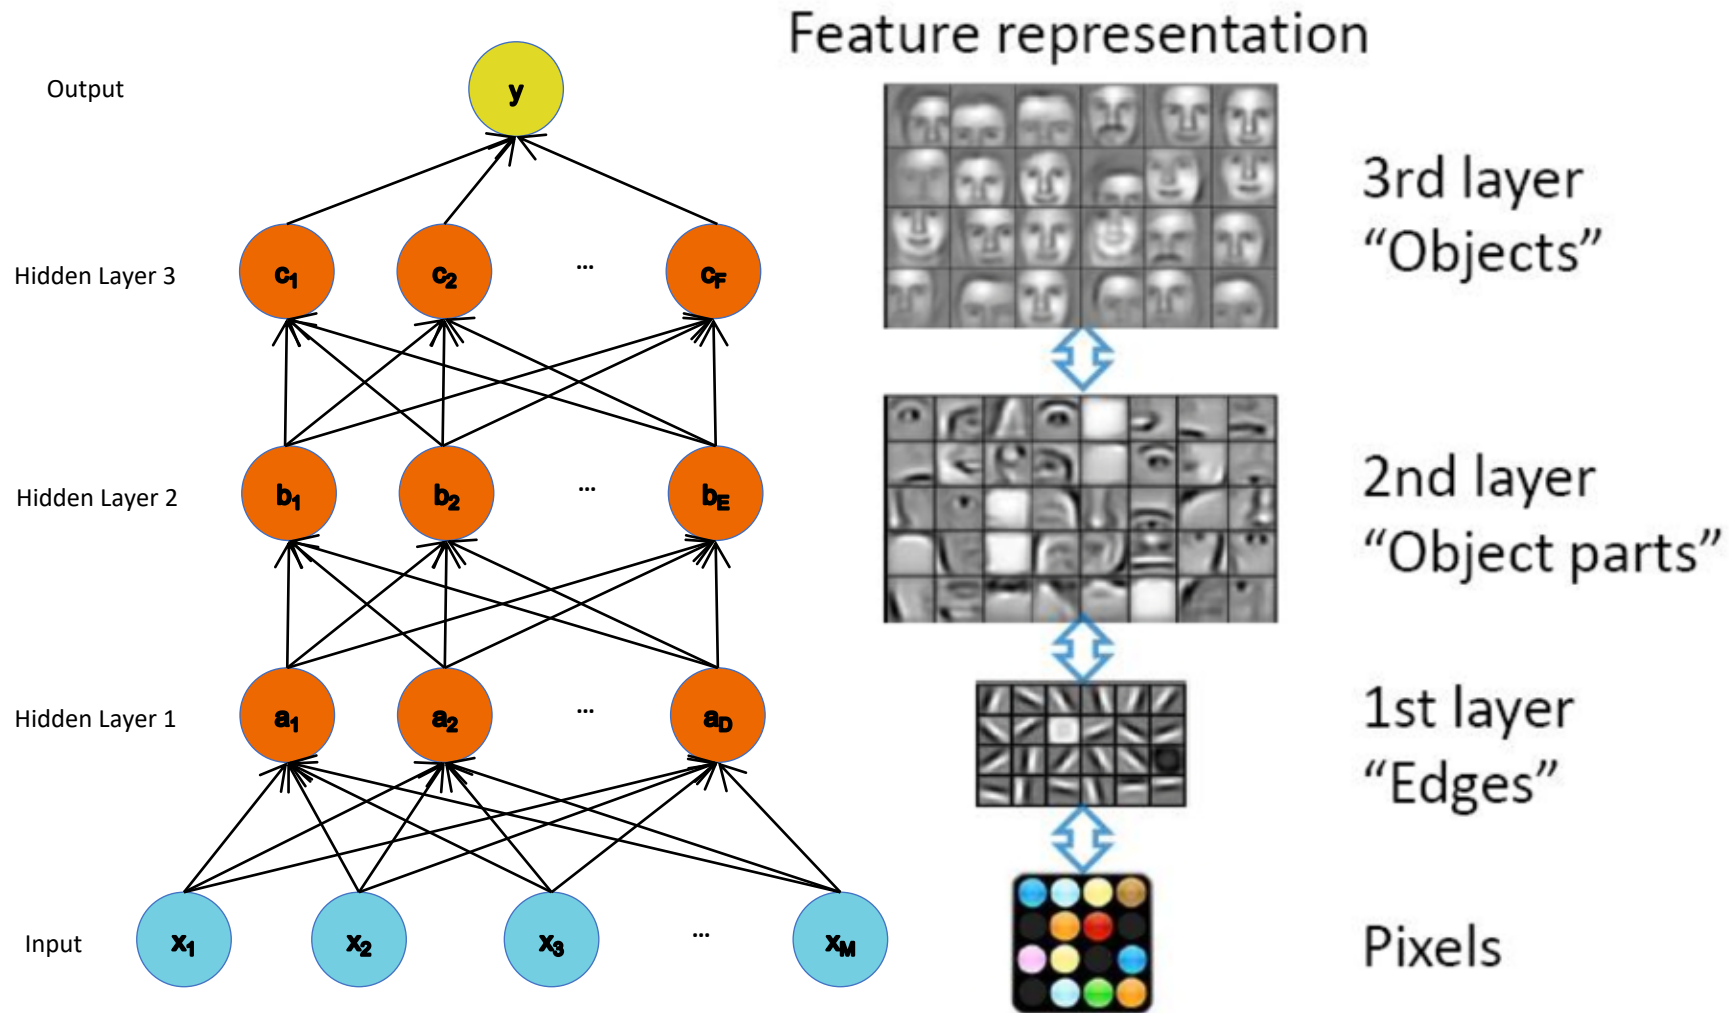 Feature representation
Output
y
3rd layer
“Objects”
Hidden Layer 3
c1
c2
...
cF
2nd layer
“Object parts”
Hidden Layer 2
b1
b2
...
bE
1st layer
“Edges”
Hidden Layer 1
a1
a2
...
aD
Input
x1
x2
x3
...
xM
Pixels